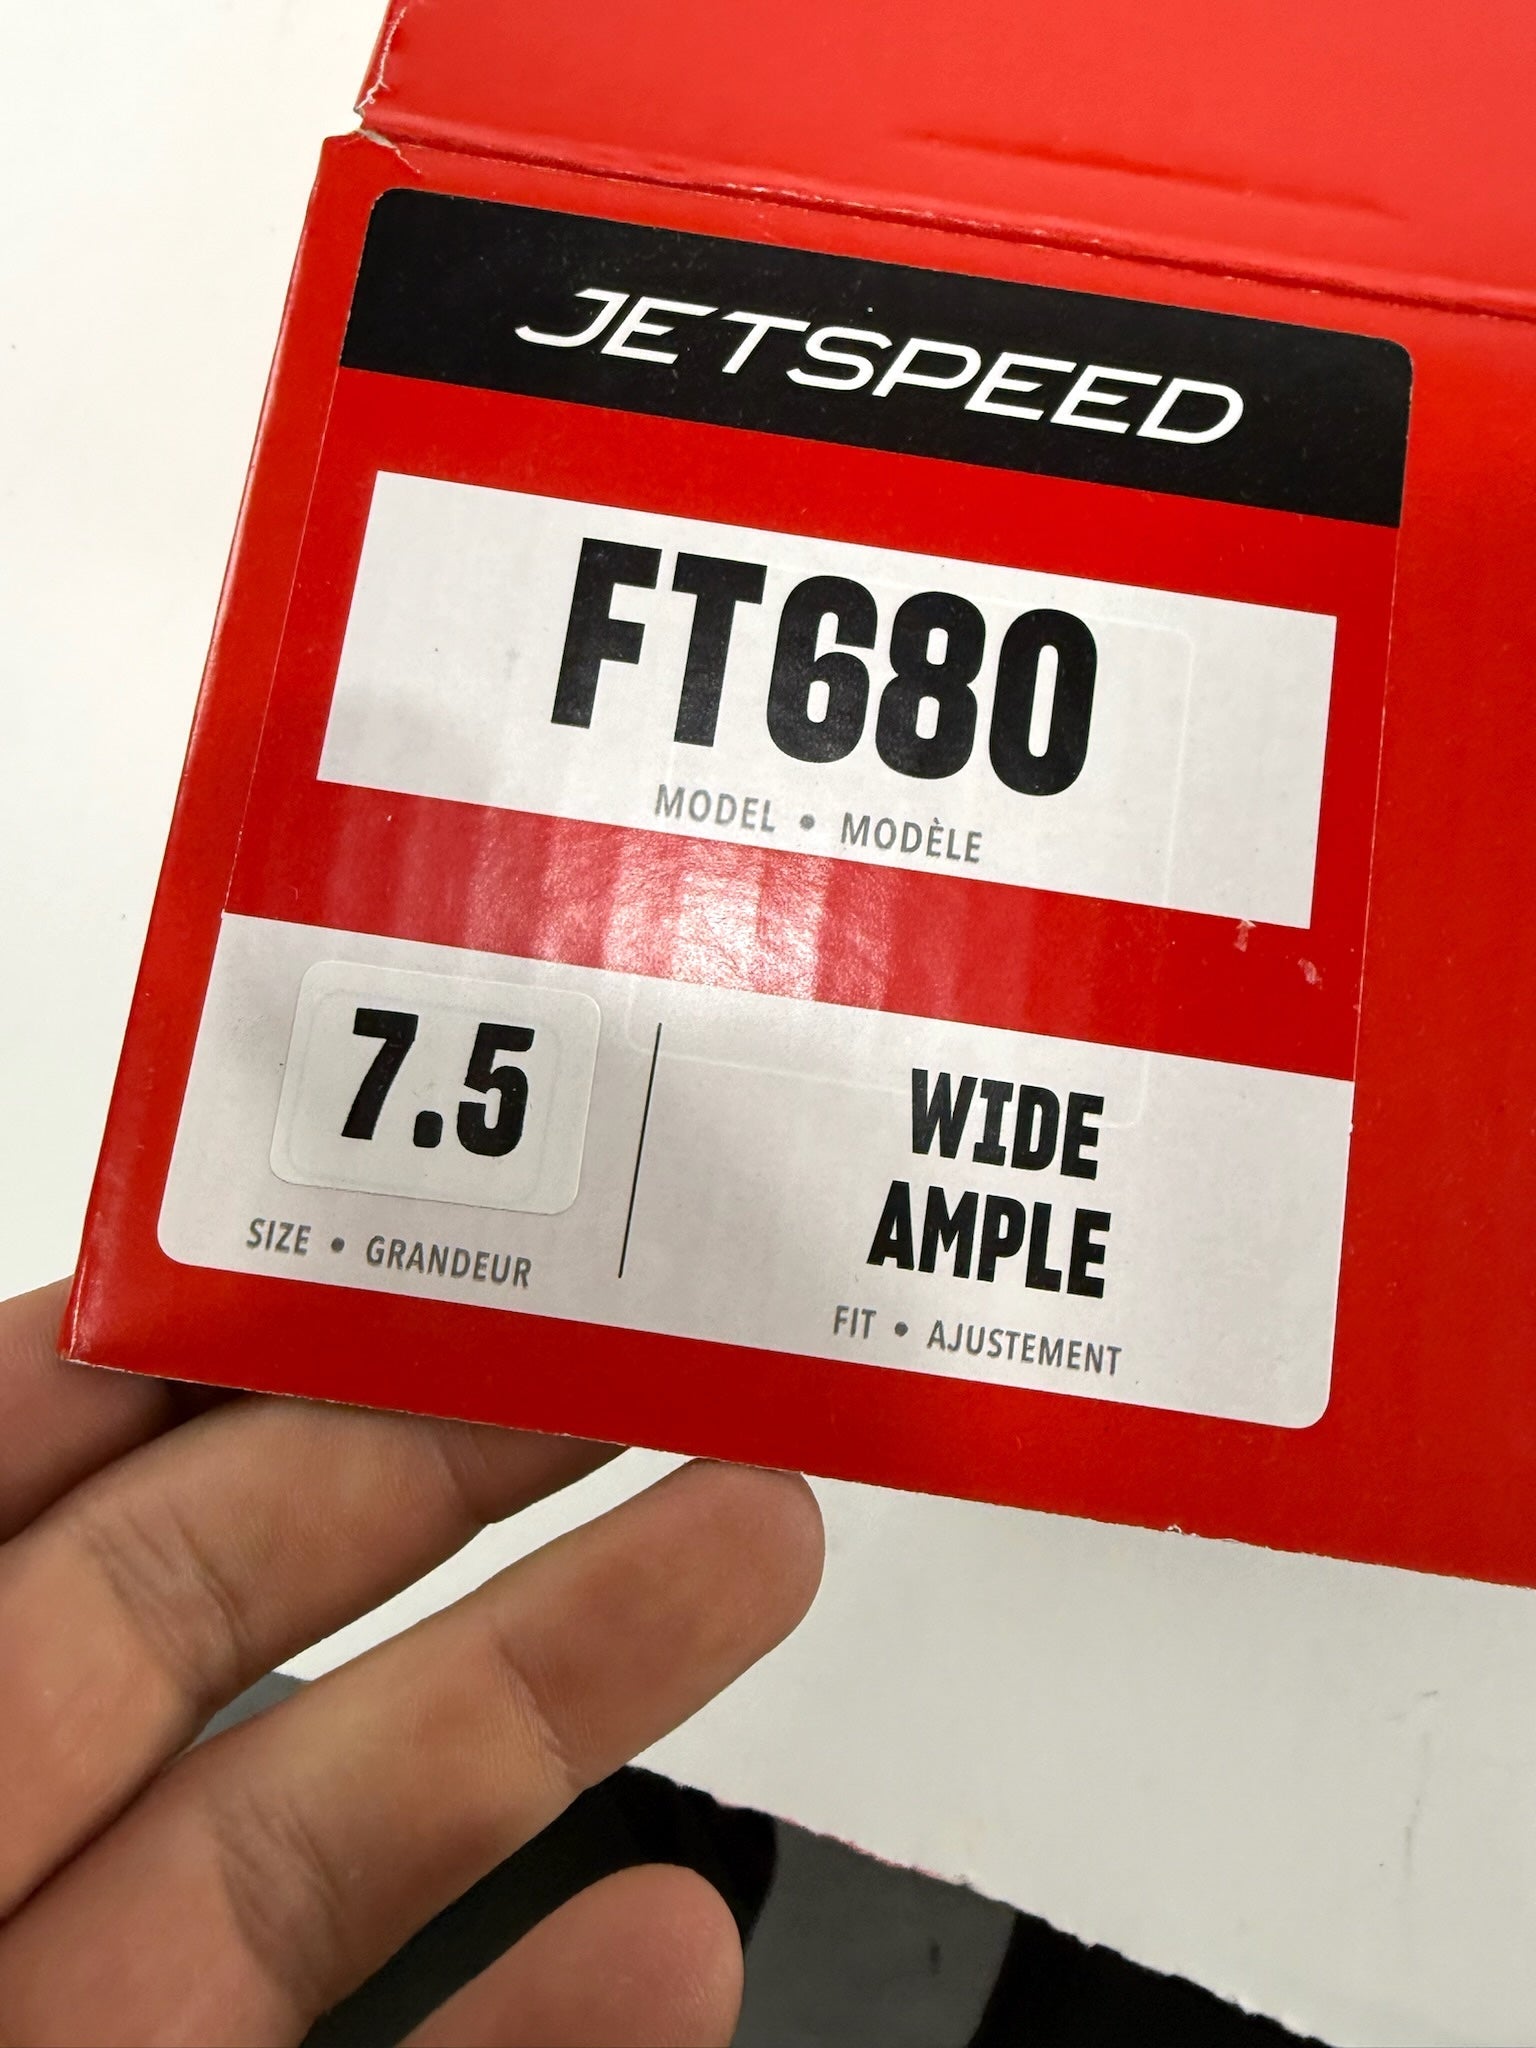 JETSPEED
FT680
MODEL • MODÈLE
7.5
SIZE • GRANDEUR
WIDE
AMPLE
FIT • AJUSTEMENT